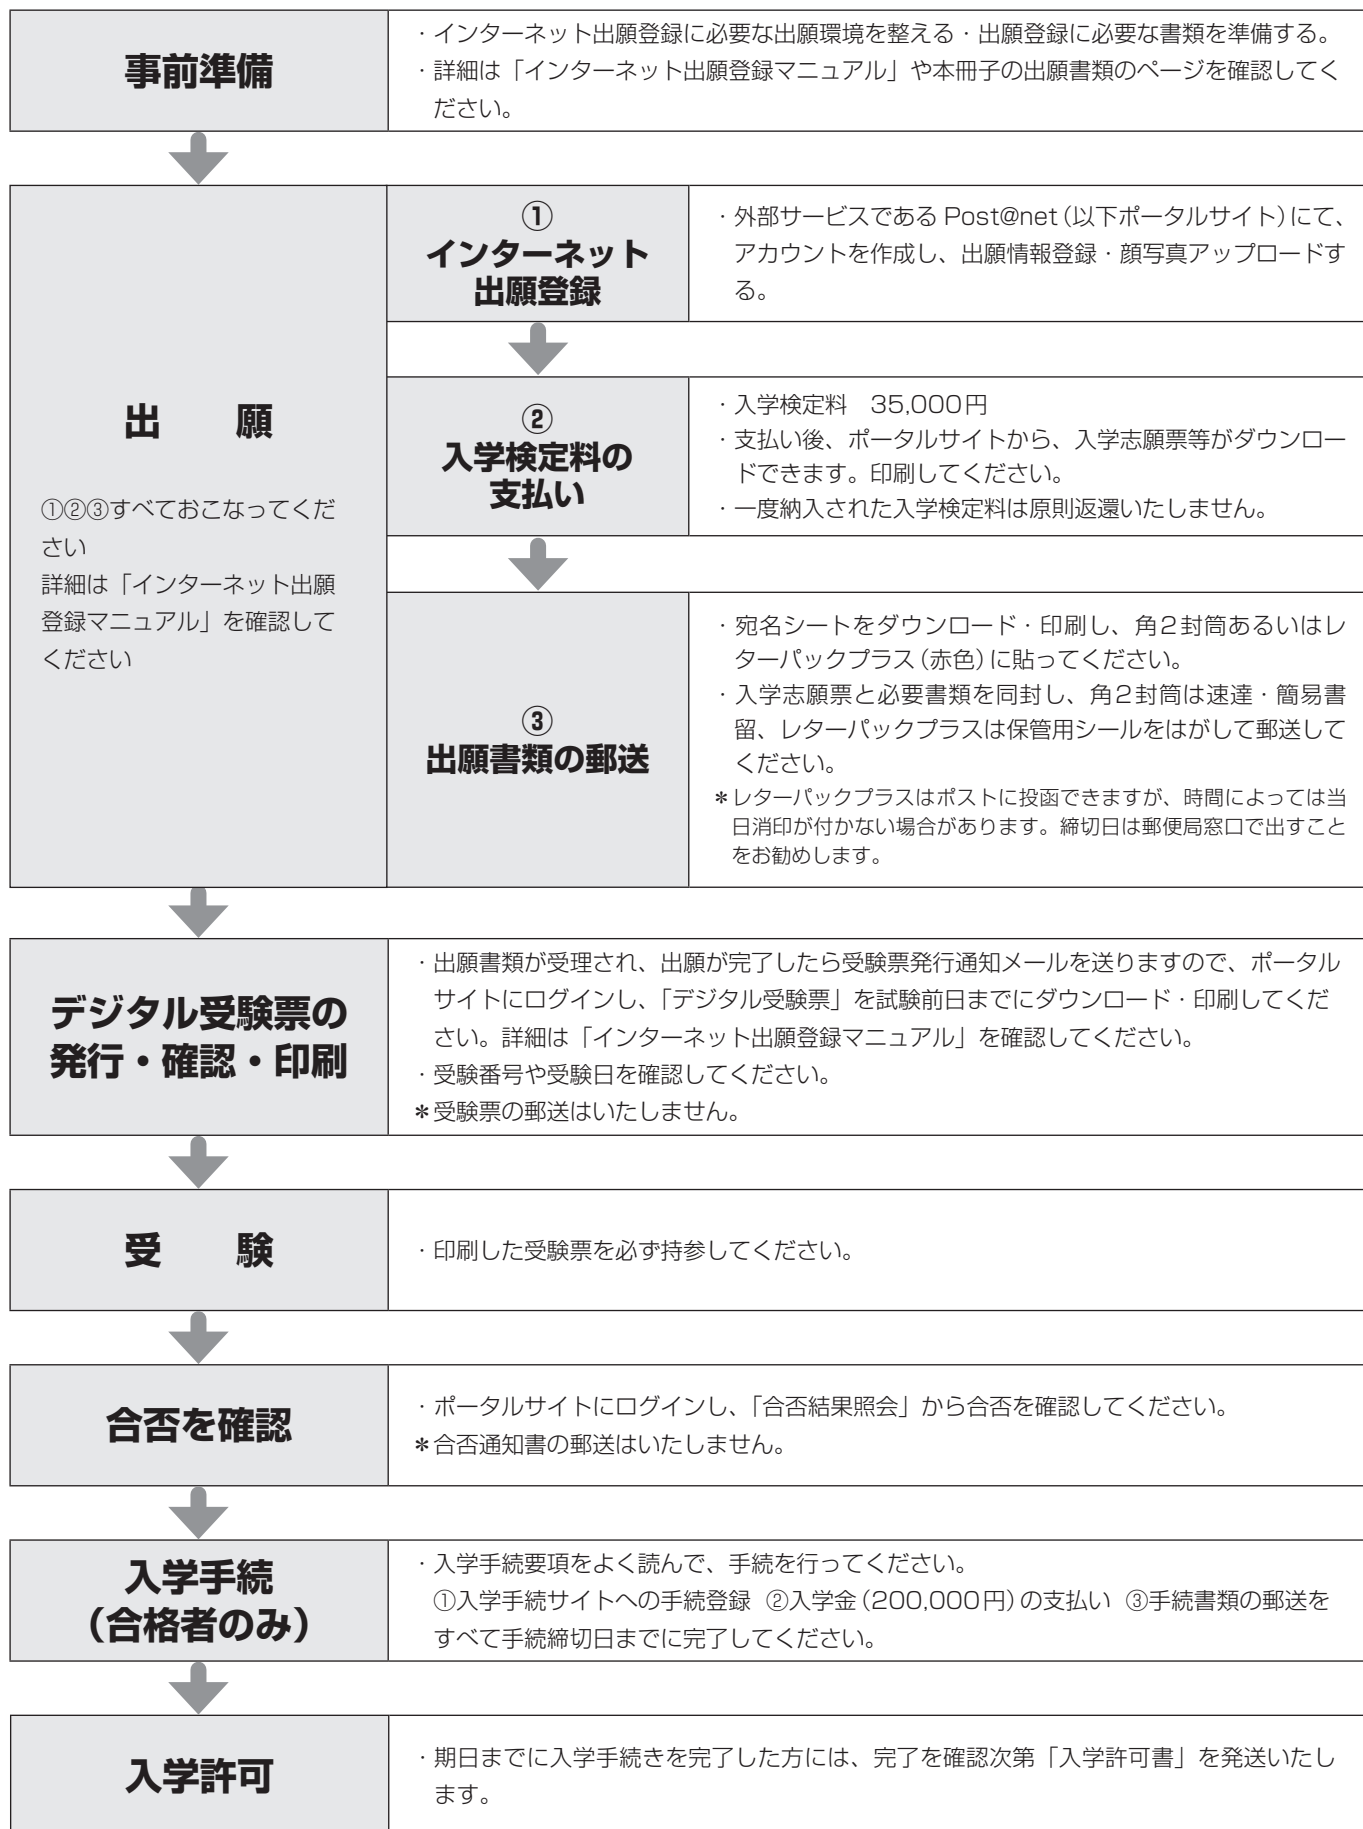 事前準備
・インターネット出願登録に必要な出願環境を整える・出願登録に必要な書類を準備する。
・詳細は「インターネット出願登録マニュアル」や本冊子の出願書類のページを確認してく
ださい。
出　願
①②③すべておこなってくだ
さい
詳細は「インターネット出願
登録マニュアル」を確認して
ください
①
インターネット
出願登録
・外部サービスである Post@net（以下ポータルサイト）にて、
アカウントを作成し、出願情報登録・顔写真アップロードす
る。
②
入学検定料の
支払い
・入学検定料　35,000円
・支払い後、ポータルサイトから、入学志願票等がダウンロー
ドできます。印刷してください。
・一度納入された入学検定料は原則返還いたしません。
③
出願書類の郵送
・宛名シートをダウンロード・印刷し、角2封筒あるいはレ
ターパックプラス（赤色）に貼ってください。
・入学志願票と必要書類を同封し、角2封筒は速達・簡易書
留、レターパックプラスは保管用シールをはがして郵送して
ください。
＊レターパックプラスはポストに投函できますが、時間によっては当
日消印が付かない場合があります。締切日は郵便局窓口で出すこと
をお勧めします。
デジタル受験票の
発行・確認・印刷
・出願書類が受理され、出願が完了したら受験票発行通知メールを送りますので、ポータル
サイトにログインし、「デジタル受験票」を試験前日までにダウンロード・印刷してくだ
さい。詳細は「インターネット出願登録マニュアル」を確認してください。
・受験番号や受験日を確認してください。
＊受験票の郵送はいたしません。
受　験
・印刷した受験票を必ず持参してください。
合否を確認
・ポータルサイトにログインし、「合否結果照会」から合否を確認してください。
＊合否通知書の郵送はいたしません。
入学手続
（合格者のみ）
・入学手続要項をよく読んで、手続を行ってください。
①入学手続サイトへの手続登録 ②入学金（200,000円）の支払い ③手続書類の郵送を
すべて手続締切日までに完了してください。
入学許可
・期日までに入学手続きを完了した方には、完了を確認次第「入学許可書」を発送いたし
ます。